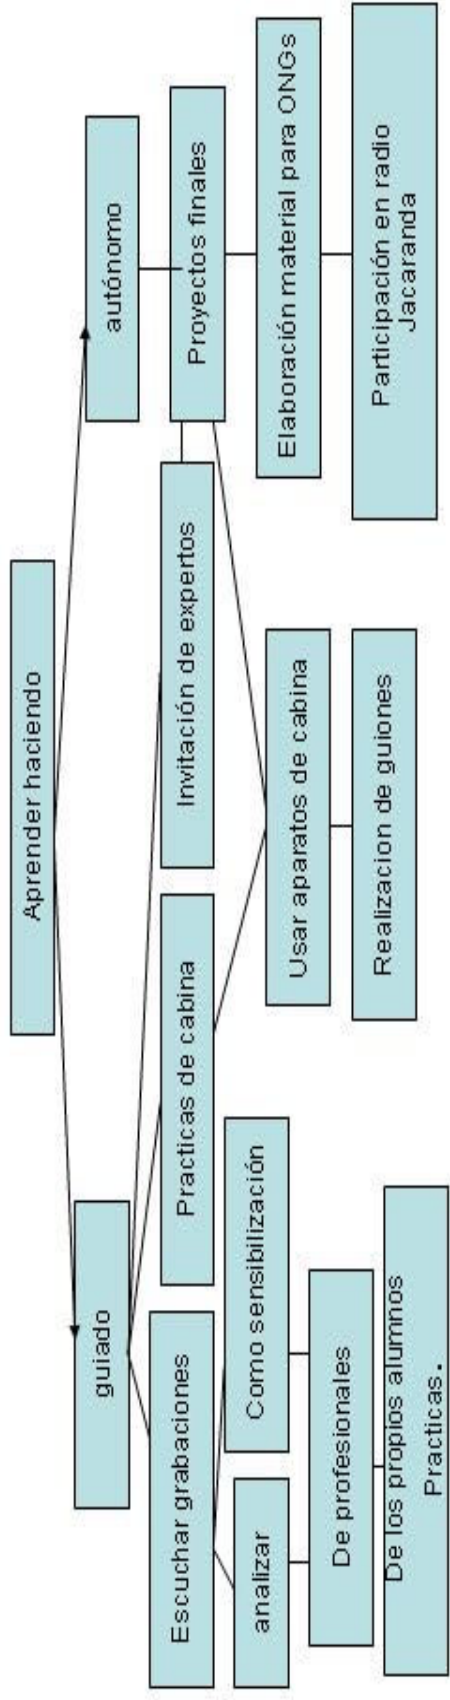 Aprender haciendo
guiado
autónomo
Escuchar grabaciones
Practicas de cabina
Invitación de expertos
Proyectos finales
analizar
Como sensibilización
Usar aparatos de cabina
Elaboración material para ONGs
De profesionales
Realizacion de guiones
Participación en radio
Jacaranda
De los propios alumnos
Practicas.